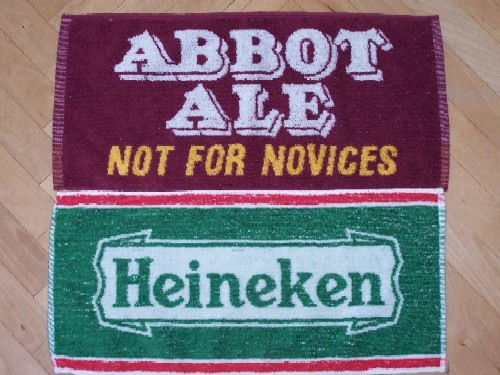 ABBOT
ALE
NOT FOR NOVICES
Heineken